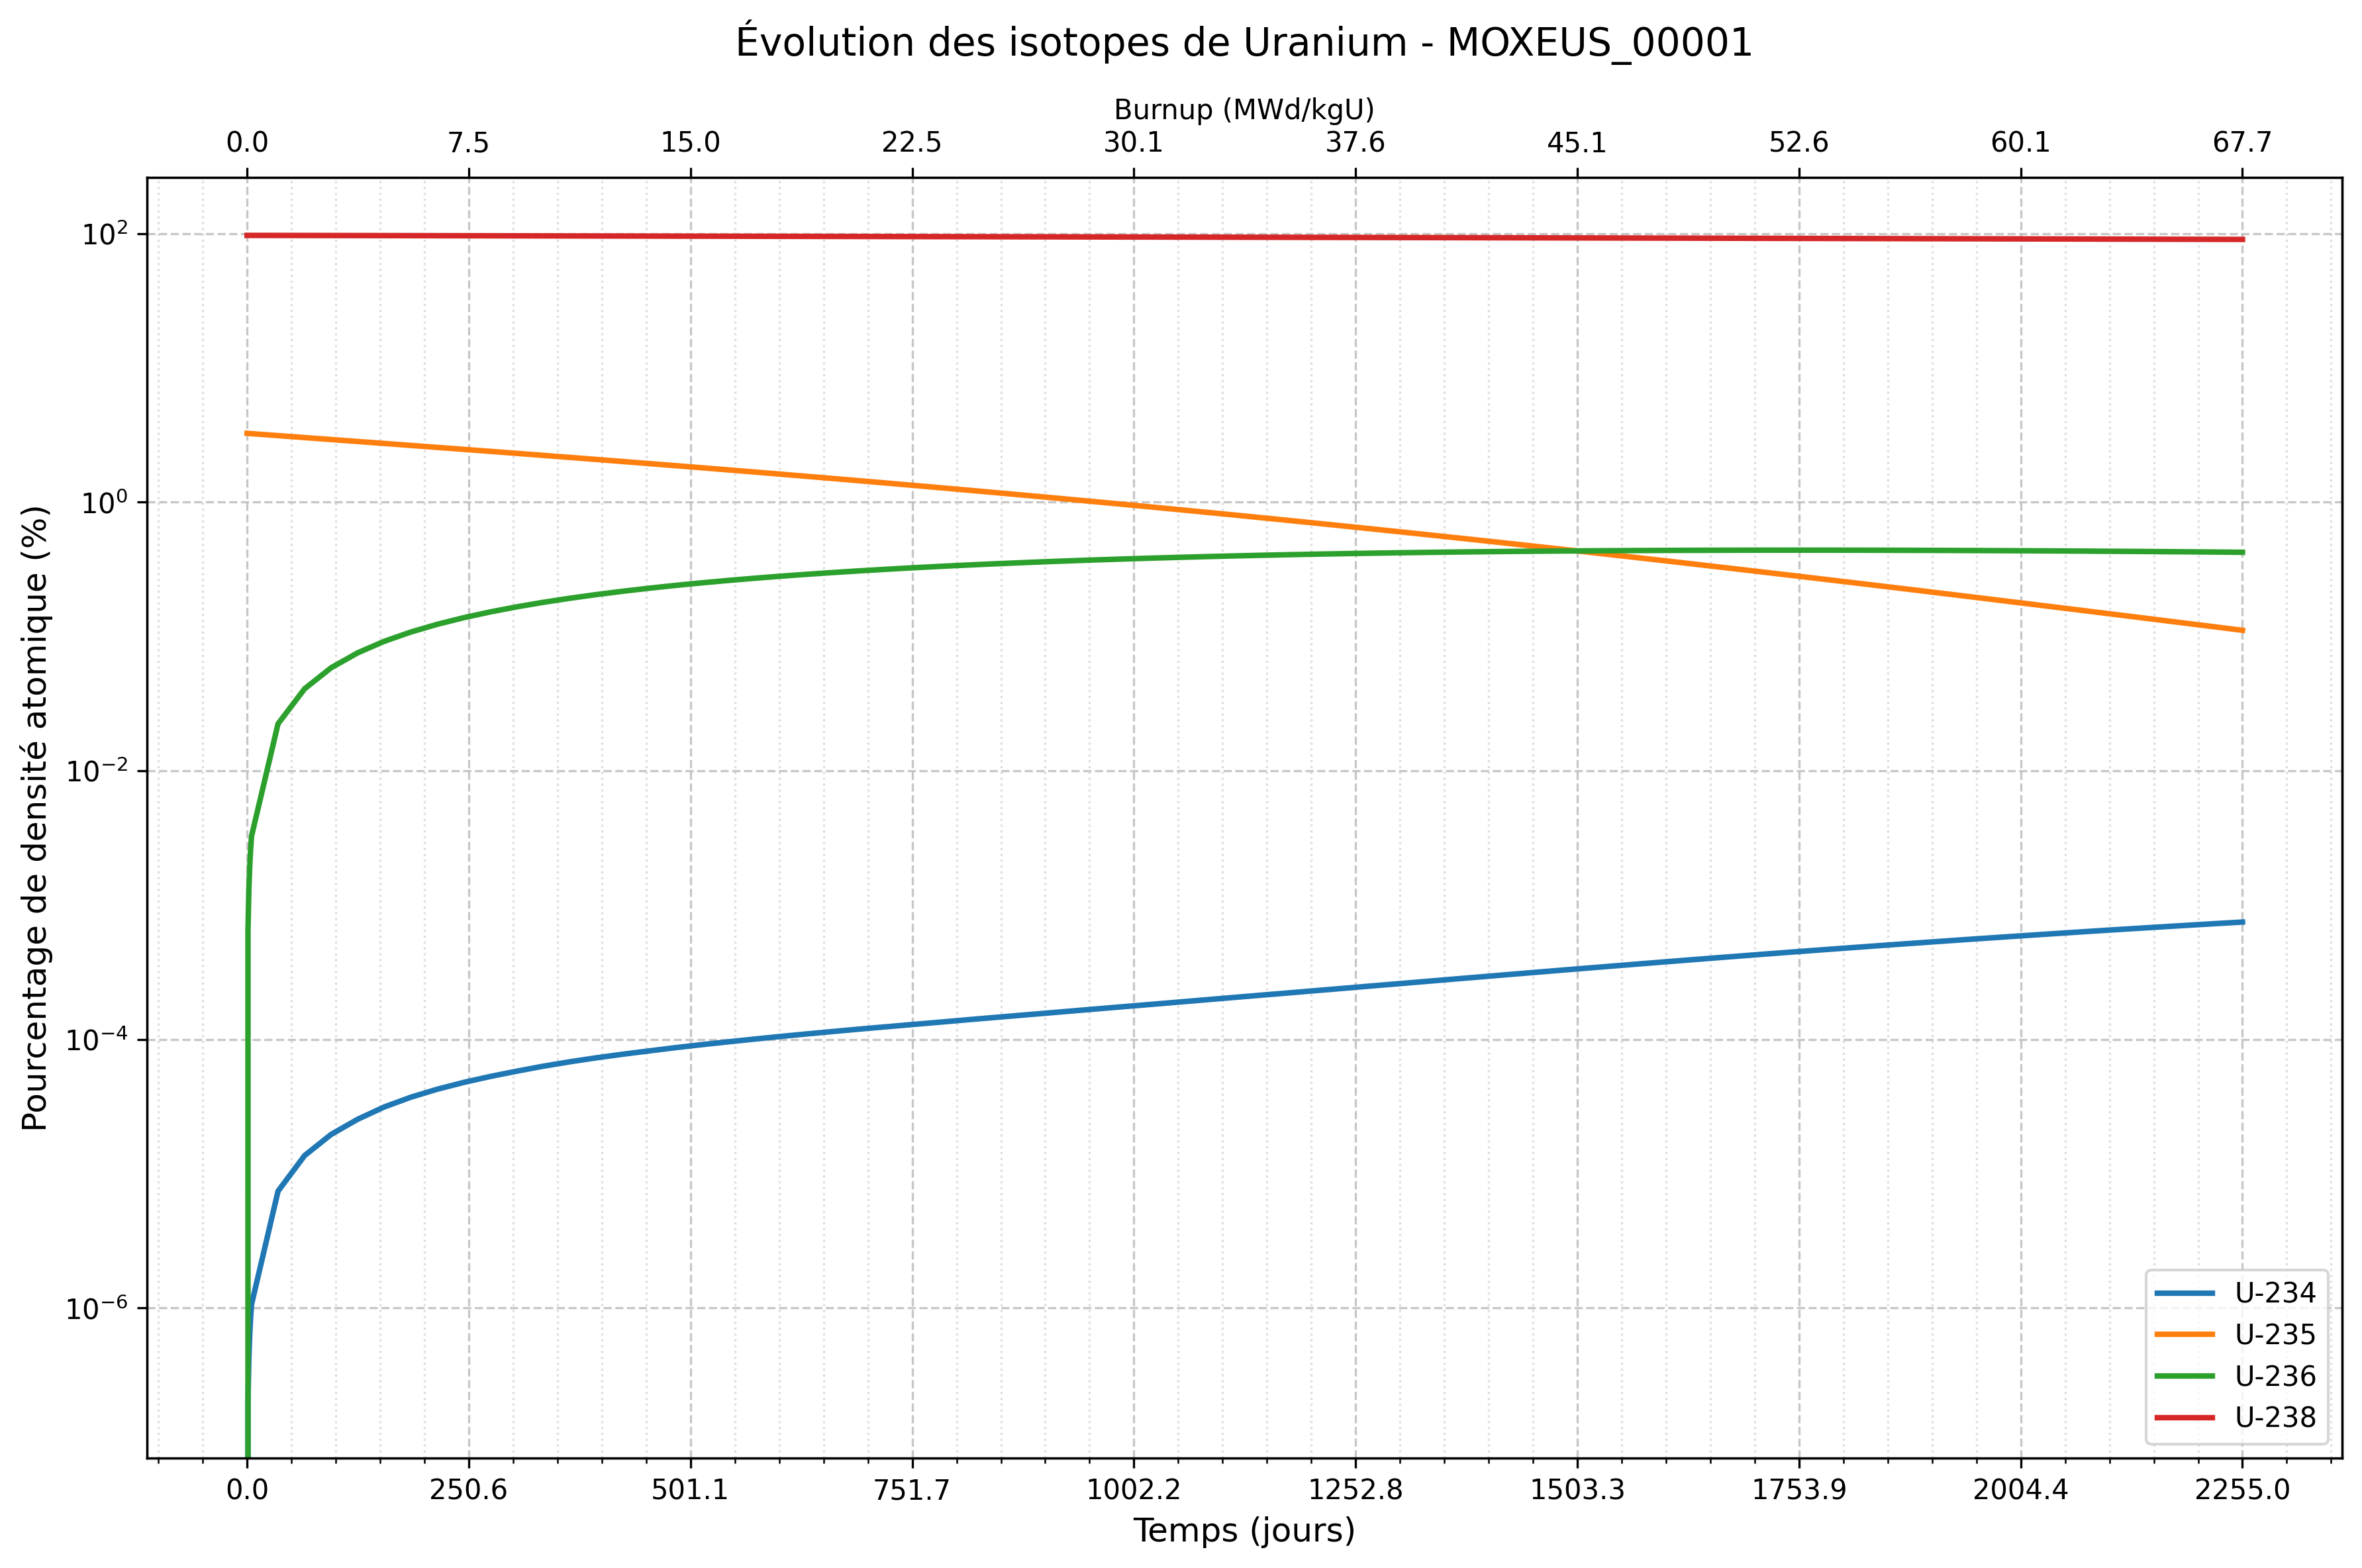 Évolution des isotopes de Uranium - MOXEUS_00001
Burnup (MWd/kgU)
0.0 7.5 15.0 22.5 30.1 37.6 45.1 52.6 60.1 67.7
Pourcentage de densité atomique (%)
10²
10⁰
10⁻²
10⁻⁴
10⁻⁶
U-234
U-235
U-236
U-238
0.0 250.6 501.1 751.7 1002.2 1252.8 1503.3 1753.9 2004.4 2255.0
Temps (jours)